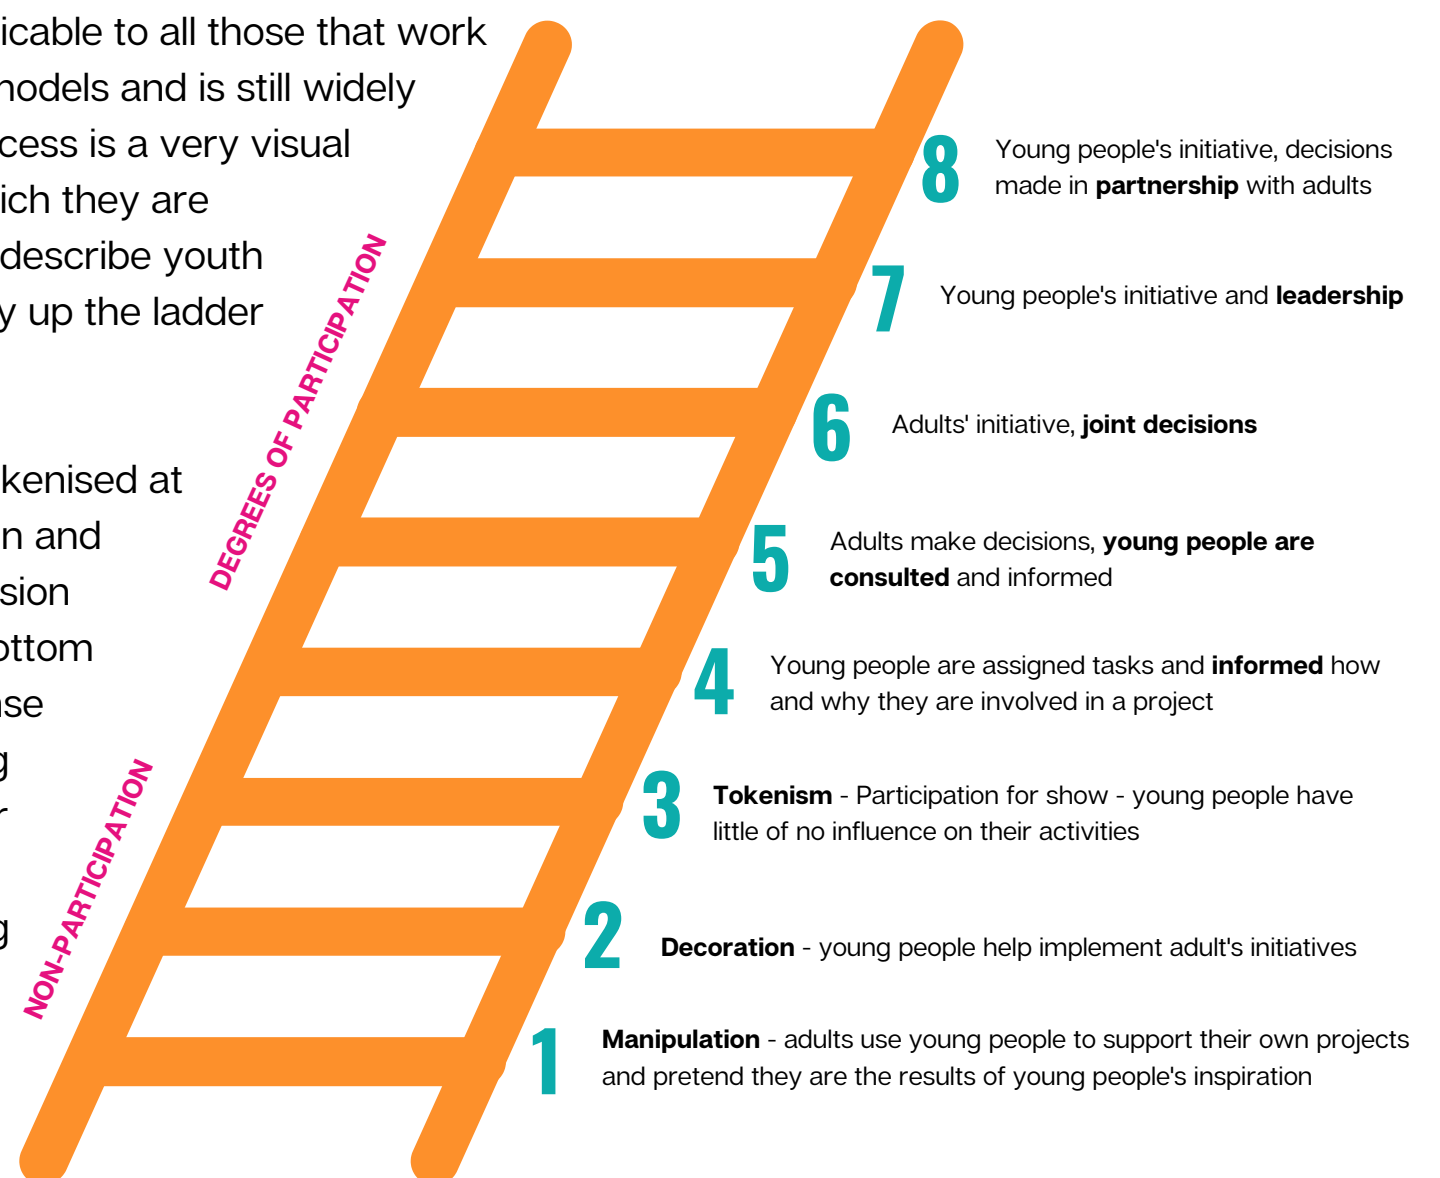 icable to all those that work
models and is still widely
cess is a very visual
ich they are
describe youth
y up the ladder
kenised at
n and
sion
ottom
se
g
r
g
DEGREES OF PARTICIPATION
NON-PARTICIPATION
8
Young people's initiative, decisions
made in partnership with adults
7
Young people's initiative and leadership
6
Adults' initiative, joint decisions
5
Adults make decisions, young people are
consulted and informed
4
Young people are assigned tasks and informed how
and why they are involved in a project
3
Tokenism - Participation for show - young people have
little of no influence on their activities
2
Decoration - young people help implement adult's initiatives
1
Manipulation - adults use young people to support their own projects
and pretend they are the results of young people's inspiration